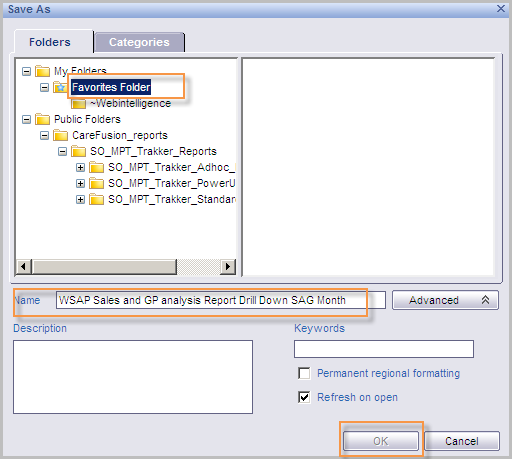 Save As
Folders
Categories
My Folders
Favorites Folder
~Webintelligence
Public Folders
CareFusion_reports
SO_MPT_Trakker_Reports
SO_MPT_Trakker_Adhoc_
SO_MPT_Trakker_PowerU
SO_MPT_Trakker_Standar
Name WSAP Sales and GP analysis Report Drill Down SAG Month Advanced
Description Keywords
Permanent regional formatting
Refresh on open
OK Cancel